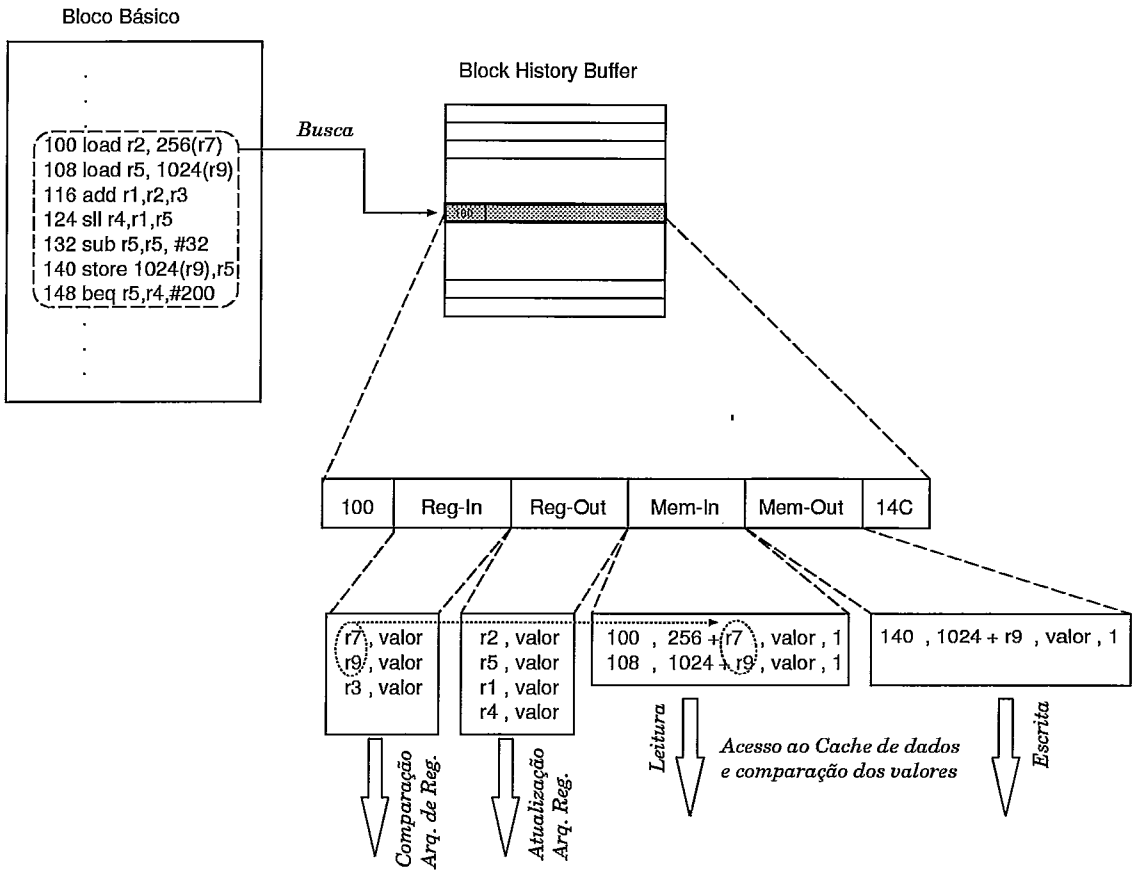 Bloco Básico
Block History Buffer
Busca
100 load r2, 256(r7)
108 load r5, 1024(r9)
116 add r1,r2,r3
124 sll r4,r1,r5
132 sub r5,r5, #32
140 store 1024(r9),r5
148 beq r5,r4,#200
100
100 Reg-In Reg-Out Mem-In Mem-Out 14C
r7 , valor
r9 , valor
r3 , valor
r2 , valor
r5 , valor
r1 , valor
r4 , valor
100 , 256 + r7 , valor , 1
108 , 1024 + r9 , valor , 1
140 , 1024 + r9 , valor , 1
Comparação
Arq. de Reg.
Atualização
Arq. Reg.
Leitura
Acesso ao Cache de dados
e comparação dos valores
Escrita